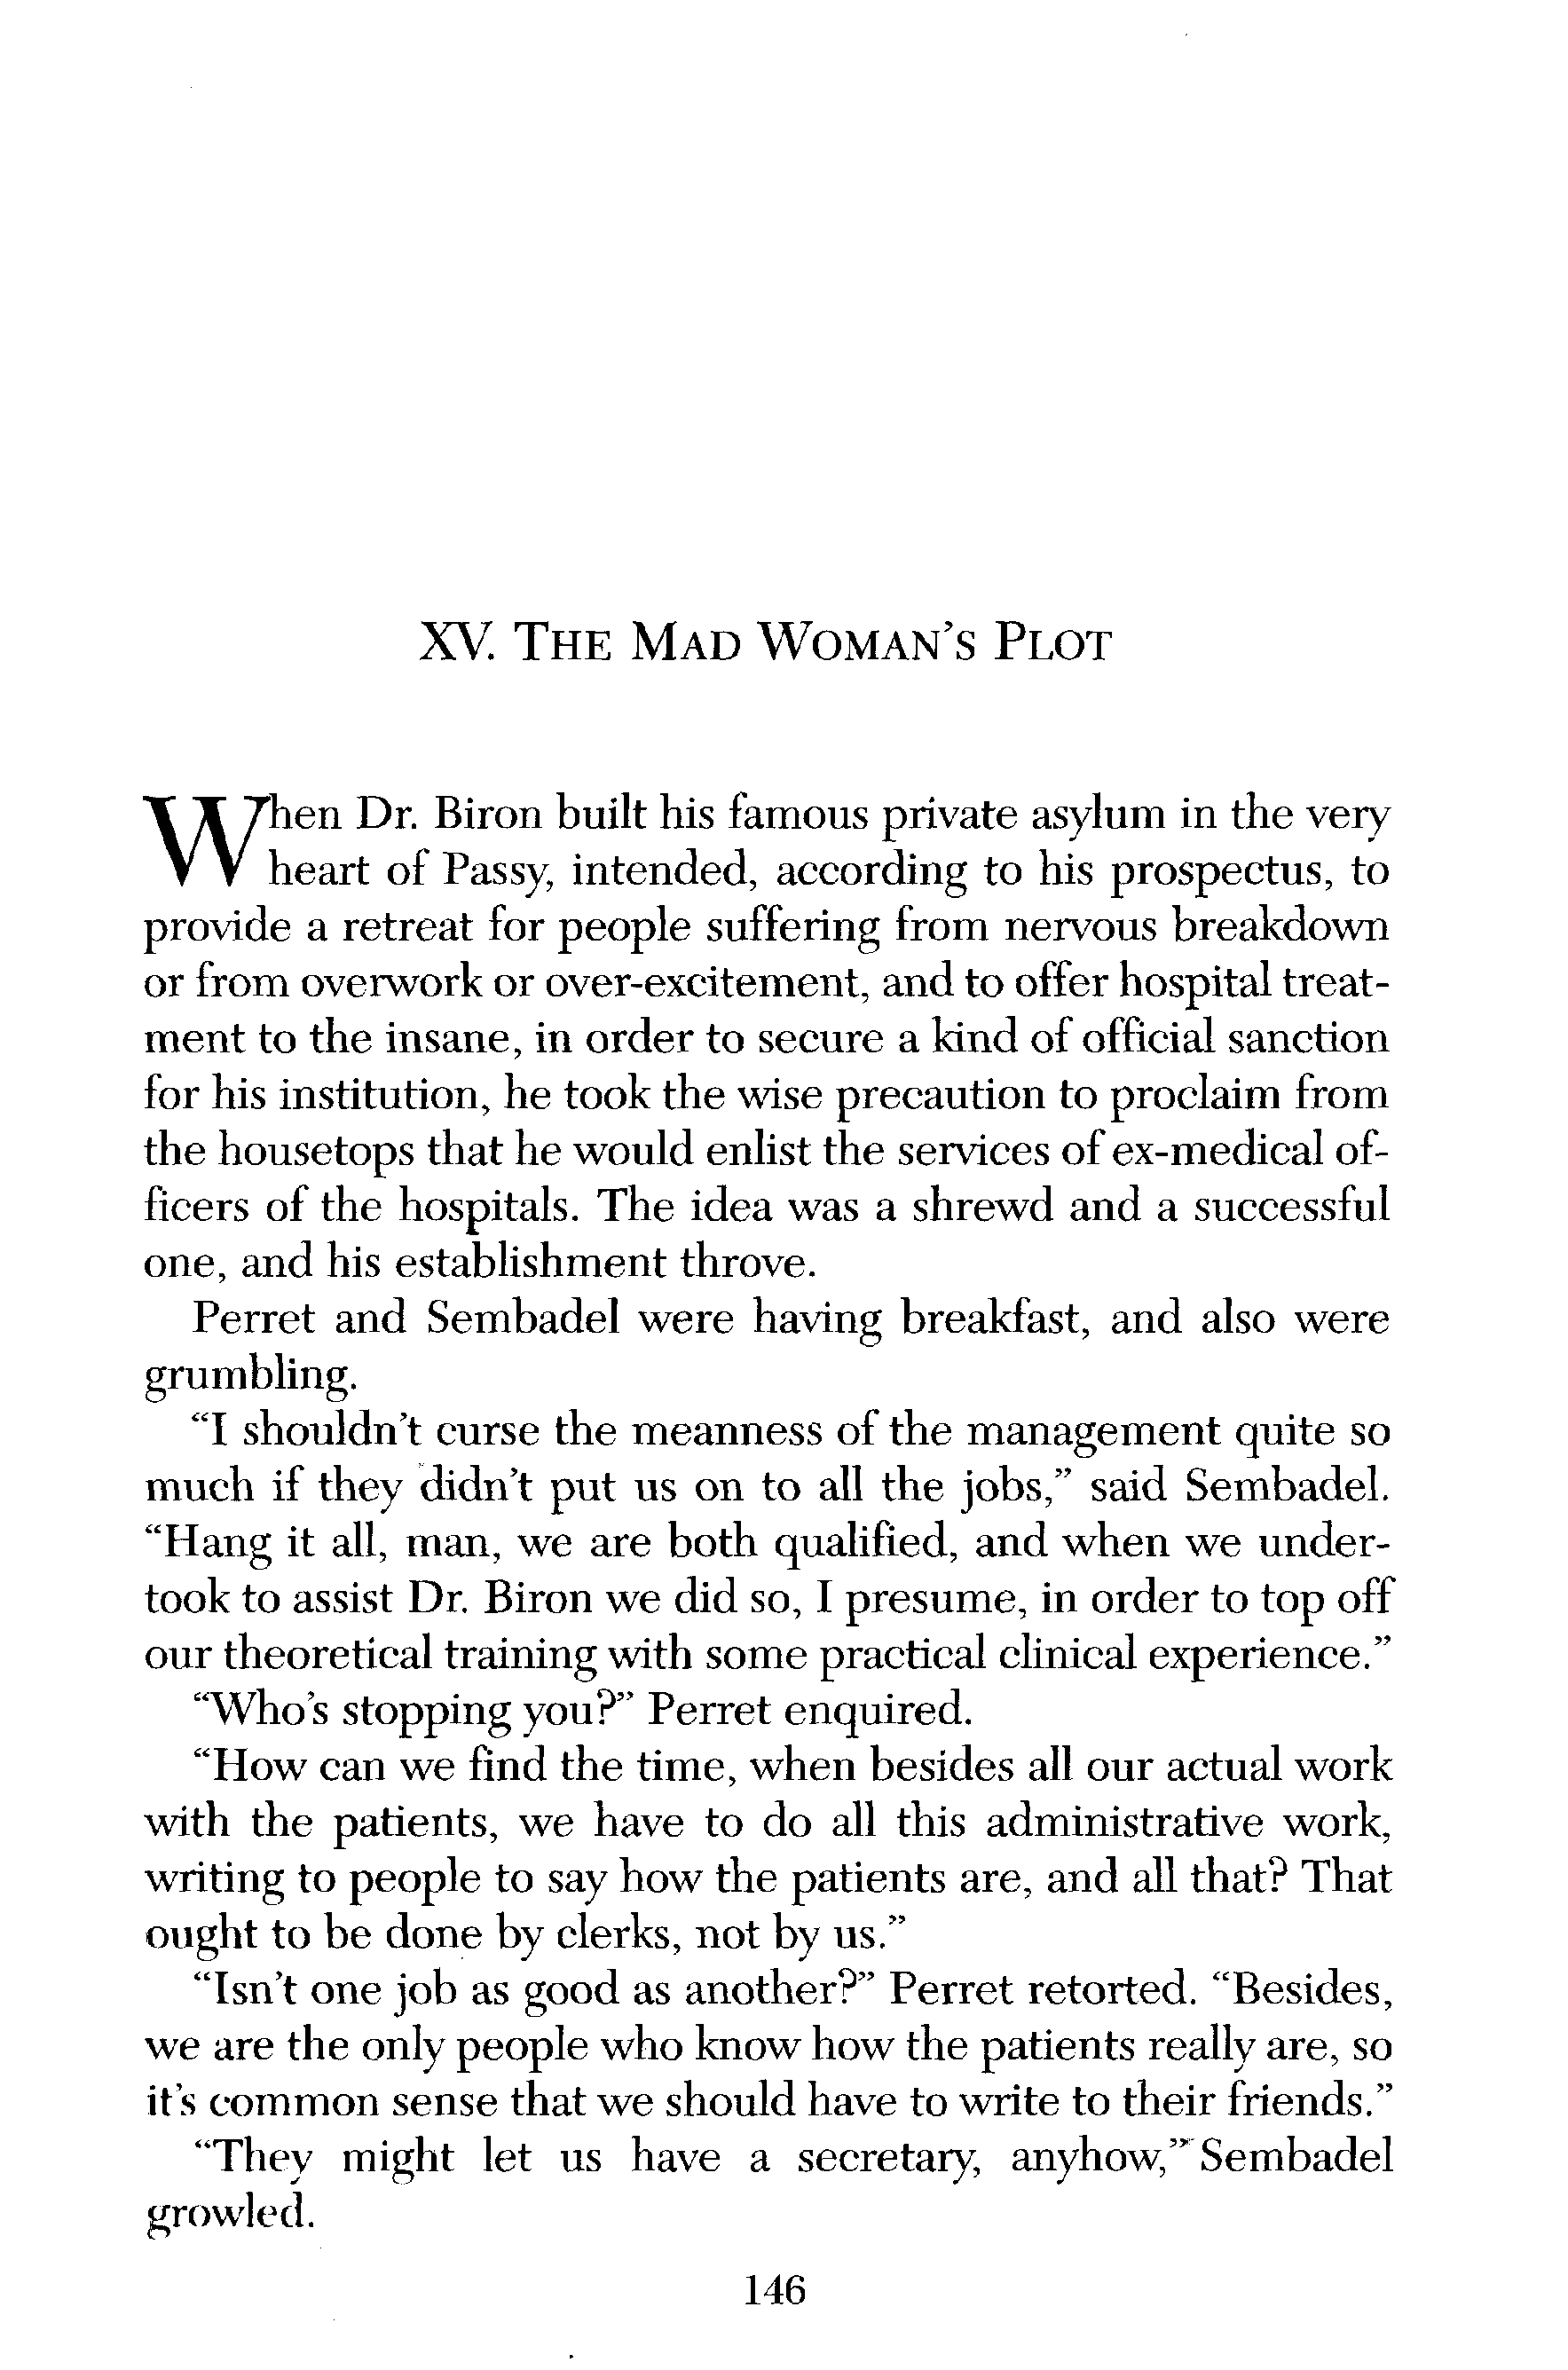 XV. The Mad Woman's Plot
When Dr. Biron built his famous private asylum in the very
heart of Passy, intended, according to his prospectus, to
provide a retreat for people suffering from nervous breakdown
or from overwork or over-excitement, and to offer hospital treat-
ment to the insane, in order to secure a kind of official sanction
for his institution, he took the wise precaution to proclaim from
the housetops that he would enlist the services of ex-medical of-
ficers of the hospitals. The idea was a shrewd and a successful
one, and his establishment throve.
Perret and Sembadel were having breakfast, and also were
grumbling.
“I shouldn't curse the meanness of the management quite so
much if they didn't put us on to all the jobs,” said Sembadel.
“Hang it all, man, we are both qualified, and when we under-
took to assist Dr. Biron we did so, I presume, in order to top off
our theoretical training with some practical clinical experience.”
“Who's stopping you?” Perret enquired.
“How can we find the time, when besides all our actual work
with the patients, we have to do all this administrative work,
writing to people to say how the patients are, and all that? That
ought to be done by clerks, not by us.”
“Isn't one job as good as another?” Perret retorted. “Besides,
we are the only people who know how the patients really are, so
it's common sense that we should have to write to their friends.”
“They might let us have a secretary, anyhow,” Sembadel
growled.
146